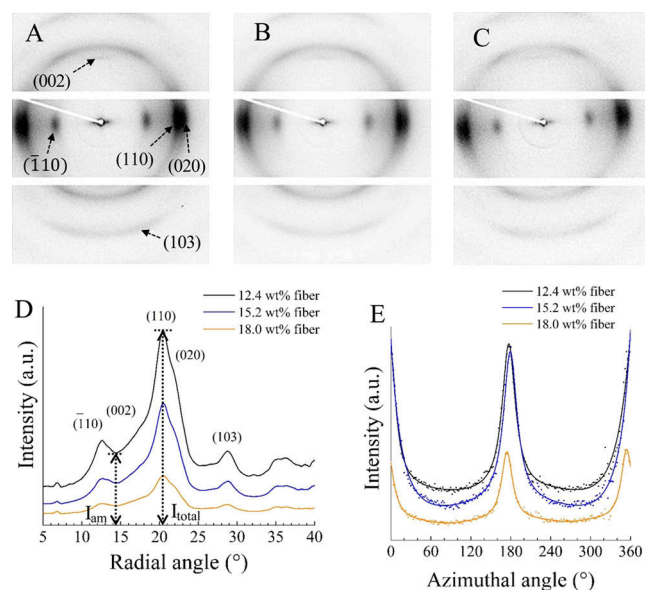 A
B
C
(002)
(1̅10)
(110)
(020)
(103)
D
12.4 wt% fiber
15.2 wt% fiber
18.0 wt% fiber
(110)
(020)
(1̅10)
(002)
(103)
I am
I total
Intensity (a.u.)
5 10 15 20 25 30 35 40
Radial angle (°)
E
12.4 wt% fiber
15.2 wt% fiber
18.0 wt% fiber
Intensity (a.u.)
0 60 120 180 240 300 360
Azimuthal angle (°)